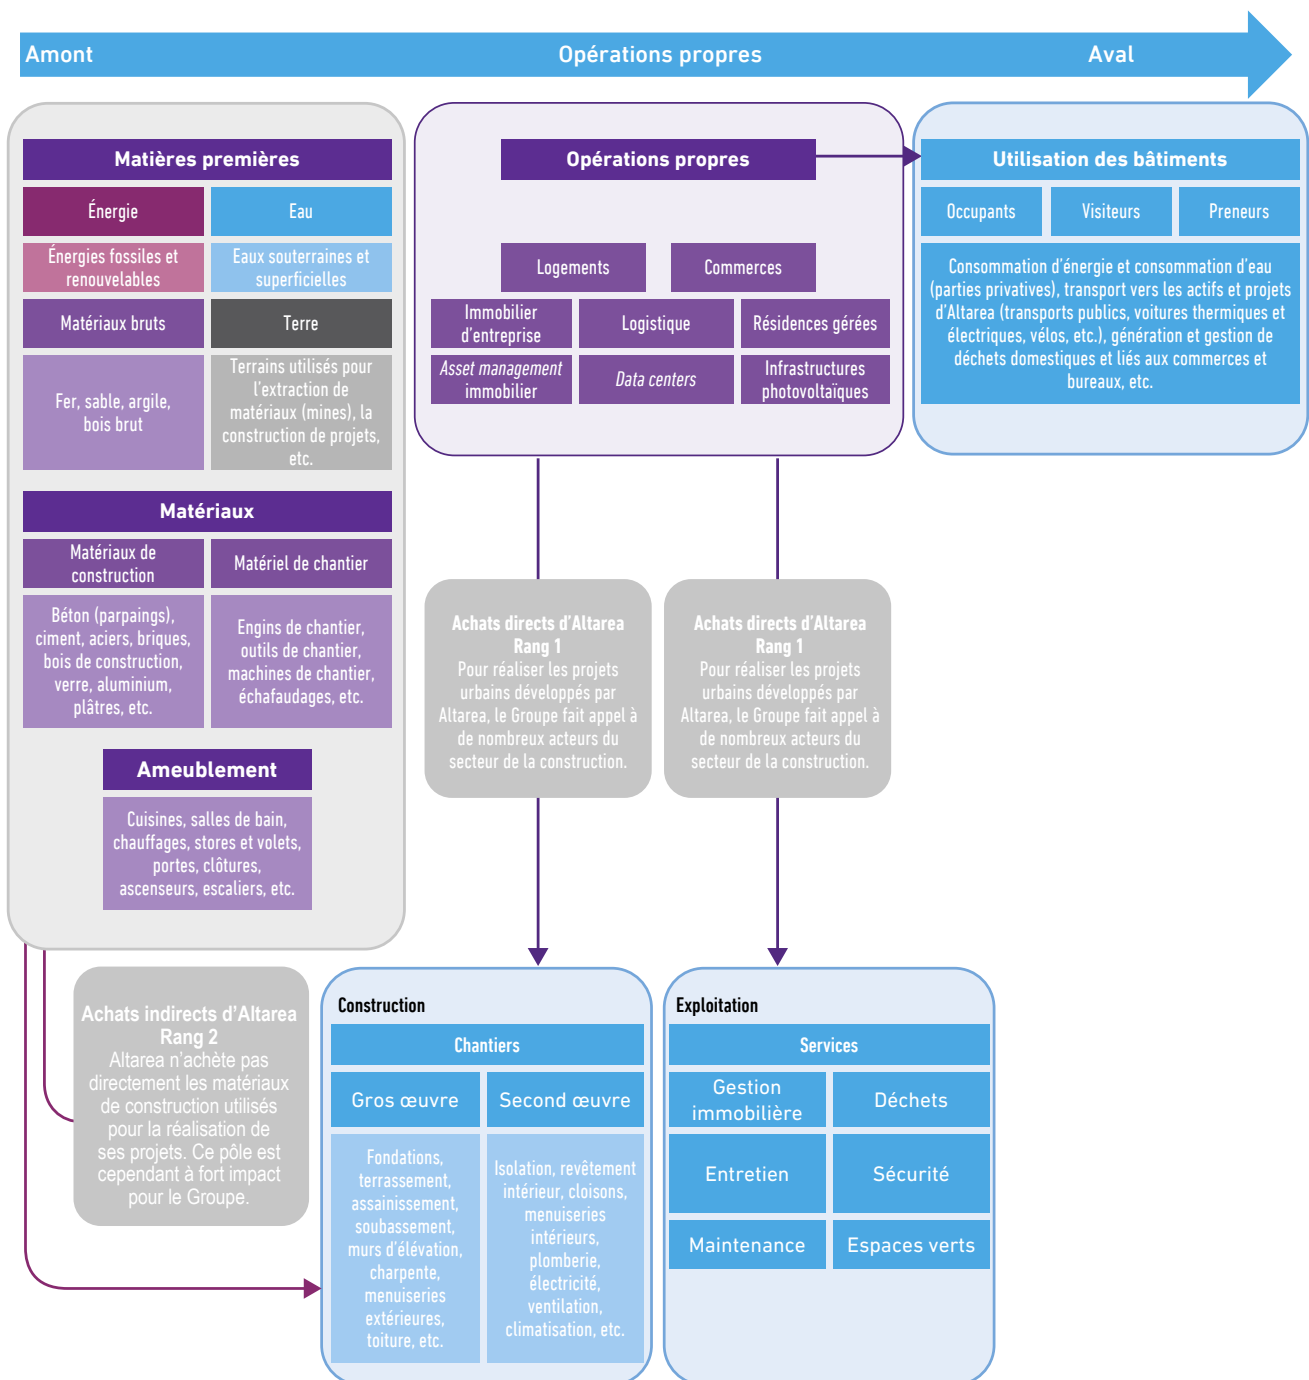 Amont
Opérations propres
Aval
Matières premières
Énergie
Eau
Énergies fossiles et
renouvelables
Eaux souterraines et
superficielles
Matériaux bruts
Terre
Fer, sable, argile,
bois brut
Terrains utilisés pour
l'extraction de
matériaux (mines), la
construction de projets,
etc.
Matériaux
Matériaux de
construction
Matériel de chantier
Béton (parpaings),
ciment, aciers, briques,
bois de construction,
verre, aluminium,
plâtres, etc.
Engins de chantier,
outils de chantier,
machines de chantier,
échafaudages, etc.
Ameublement
Cuisines, salles de bain,
chauffages, stores et volets,
portes, clôtures,
ascenseurs, escaliers, etc.
Opérations propres
Logements
Commerces
Immobilier
d'entreprise
Logistique
Résidences gérées
Asset management
immobilier
Data centers
Infrastructures
photovoltaïques
Utilisation des bâtiments
Occupants
Visiteurs
Preneurs
Consommation d'énergie et consommation d'eau
(parties privatives), transport vers les actifs et projets
d'Altarea (transports publics, voitures thermiques et
électriques, vélos, etc.), génération et gestion de
déchets domestiques et liés aux commerces et
bureaux, etc.
Achats directs d'Altarea
Rang 1
Pour réaliser les projets
urbains développés par
Altarea, le Groupe fait appel à
de nombreux acteurs du
secteur de la construction.
Achats directs d'Altarea
Rang 1
Pour réaliser les projets
urbains développés par
Altarea, le Groupe fait appel à
de nombreux acteurs du
secteur de la construction.
Achats indirects d'Altarea
Rang 2
Altarea n'achète pas
directement les matériaux
de construction utilisés
pour la réalisation de
ses projets. Ce pôle est
cependant à fort impact
pour le Groupe.
Construction
Chantiers
Gros œuvre
Second œuvre
Fondations,
terrassement,
assainissement,
soubassement,
murs d'élévation,
charpente,
menuiseries
extérieures,
toiture, etc.
Isolation, revêtement
intérieur, cloisons,
menuiseries
intérieurs,
plomberie,
électricité,
ventilation,
climatisation, etc.
Exploitation
Services
Gestion
immobilière
Déchets
Entretien
Sécurité
Maintenance
Espaces verts